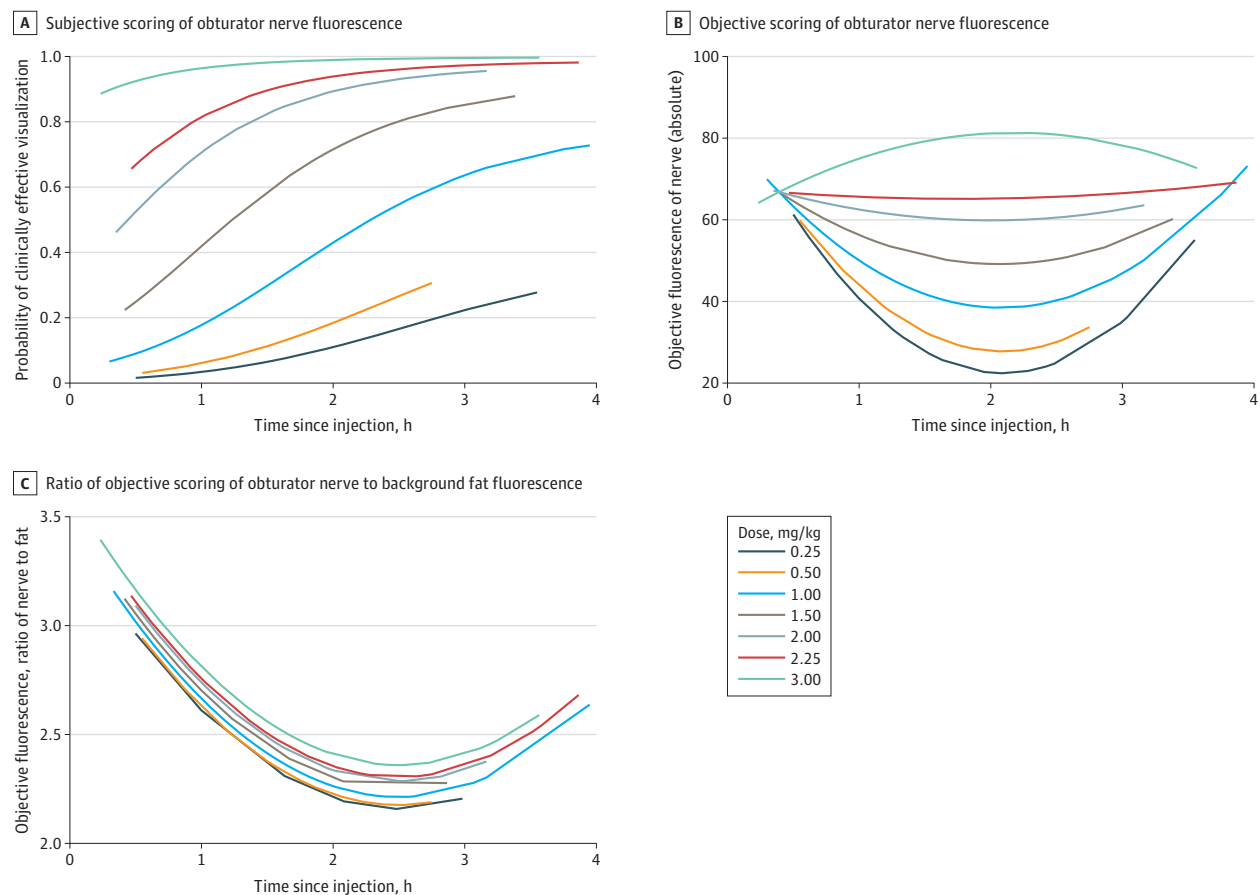 A Subjective scoring of obturator nerve fluorescence
Probability of clinically effective visualization
1.0
0.8
0.6
0.4
0.2
0
0 1 2 3 4
Time since injection, h
B Objective scoring of obturator nerve fluorescence
Objective fluorescence of nerve (absolute)
100
80
60
40
20
0 1 2 3 4
Time since injection, h
C Ratio of objective scoring of obturator nerve to background fat fluorescence
Objective fluorescence, ratio of nerve to fat
3.5
3.0
2.5
2.0
0 1 2 3 4
Time since injection, h
Dose, mg/kg
0.25
0.50
1.00
1.50
2.00
2.25
3.00